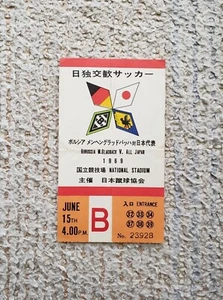 日独交歓サッカー
ボルシア メンヘングラッドバッハ対日本代表
BORUSSIA M.GLADBACH V. ALL JAPAN
1969
国立競技場 NATIONAL STADIUM
主催 日本蹴球協会
JUNE
15TH
4.00P.M.
B
入口 ENTRANCE
No. 23928